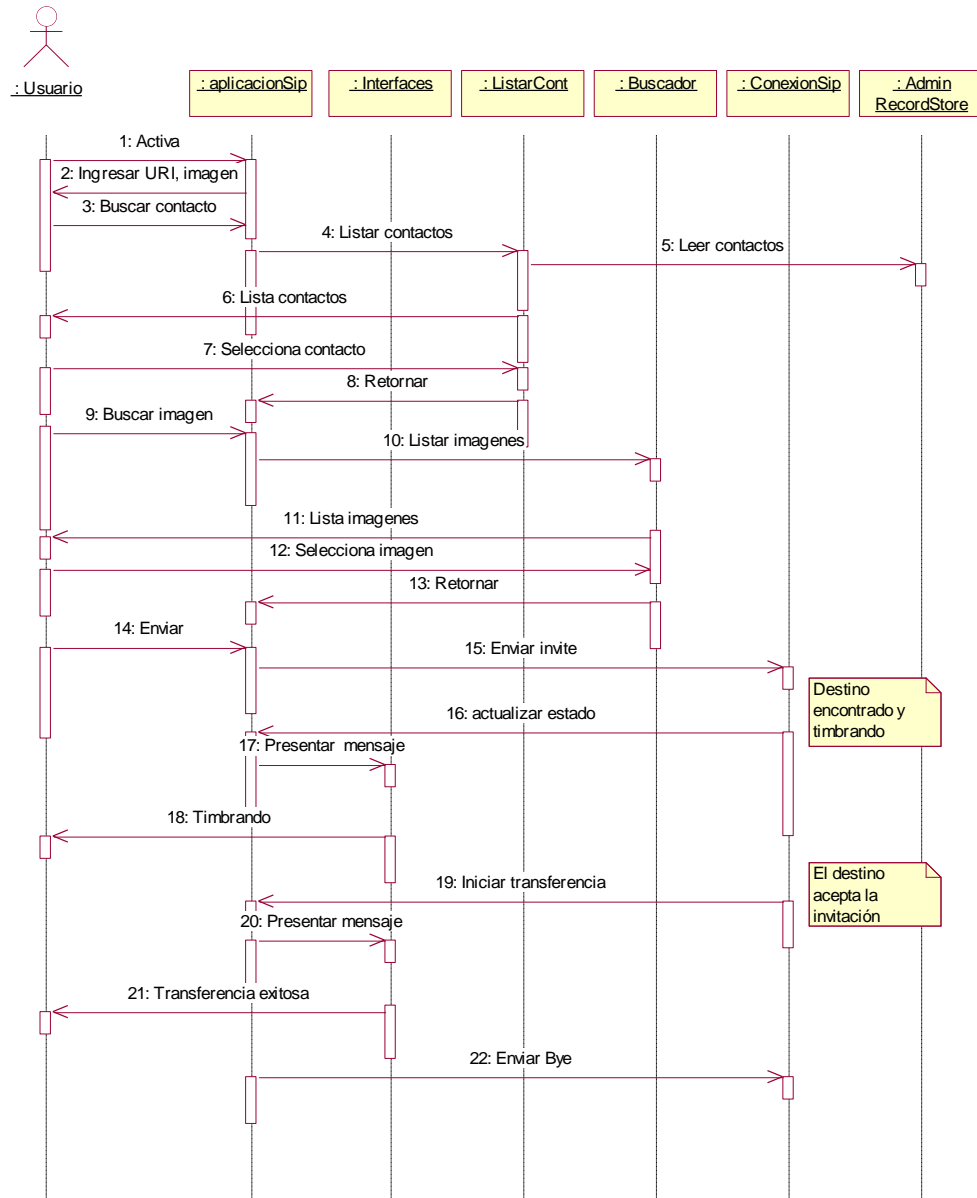 : Usuario
: aplicacionSip
: Interfaces
: ListarCont
: Buscador
: ConexionSip
: Admin
RecordStore
1: Activa
2: Ingresar URI, imagen
3: Buscar contacto
4: Listar contactos
5: Leer contactos
6: Lista contactos
7: Selecciona contacto
8: Retornar
9: Buscar imagen
10: Listar imagenes
11: Lista imagenes
12: Selecciona imagen
13: Retornar
14: Enviar
15: Enviar invite
Destino
encontrado y
timbrando
16: actualizar estado
17: Presentar mensaje
18: Timbrando
El destino
acepta la
invitación
19: Iniciar transferencia
20: Presentar mensaje
21: Transferencia exitosa
22: Enviar Bye